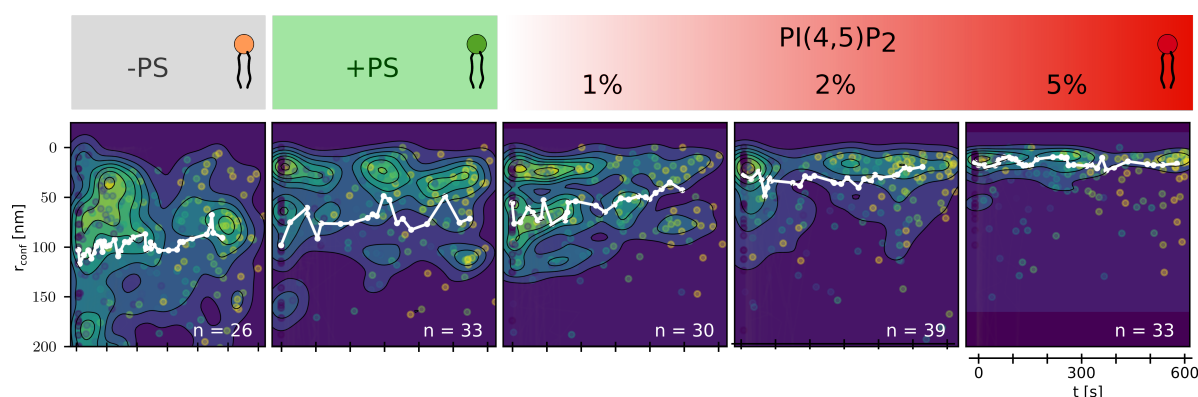 -PS
+PS
PI(4,5)P2
1%
2%
5%
r_conf [nm]
0
50
100
150
200
n = 26
n = 33
n = 30
n = 39
n = 33
0
300
600
t [s]